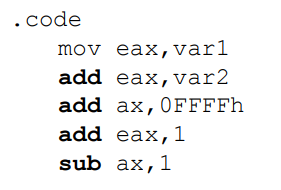 .code
mov eax,var1
add eax,var2
add ax,0FFFFh
add eax,1
sub ax,1